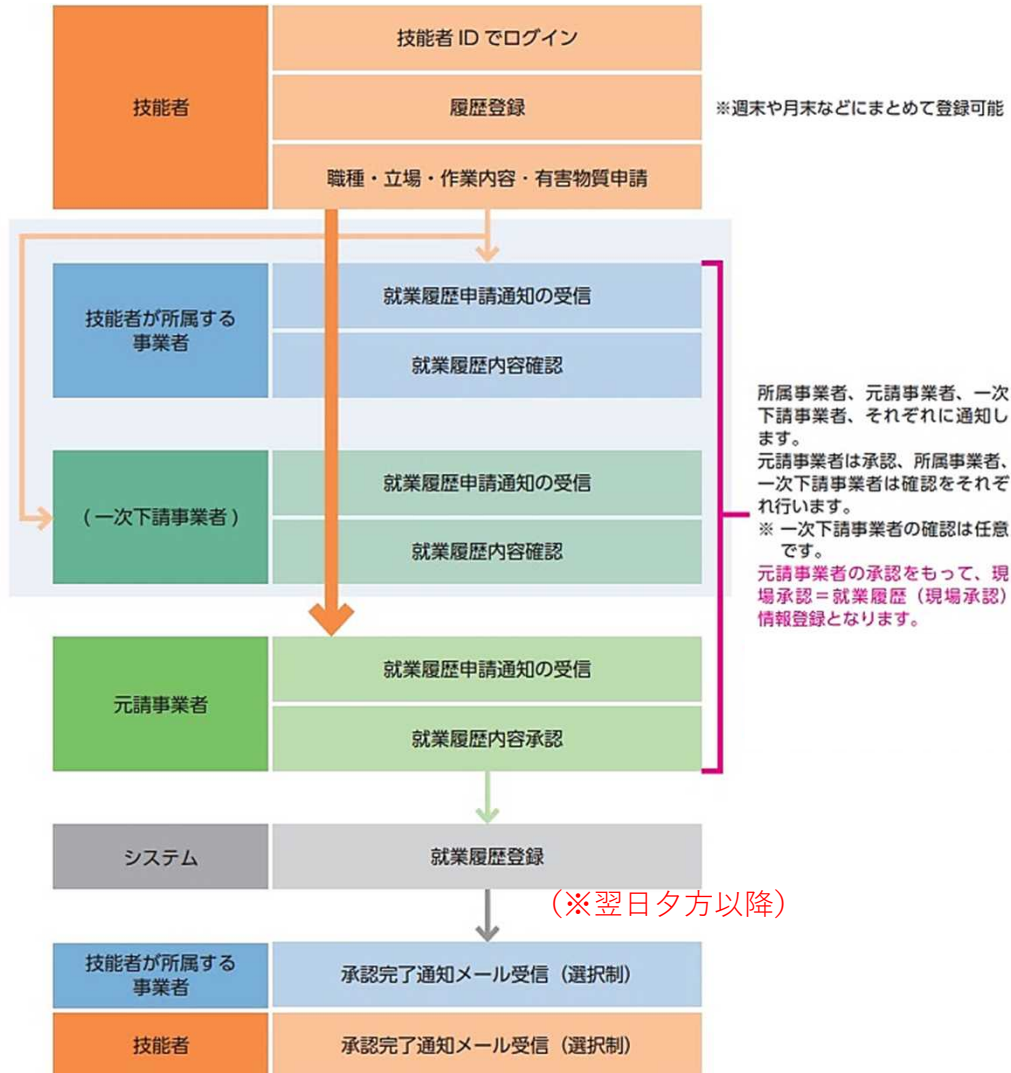 技能者
技能者 ID でログイン
履歴登録
※週末や月末などにまとめて登録可能
職種・立場・作業内容・有害物質申請
技能者が所属する
事業者
就業履歴申請通知の受信
就業履歴内容確認
(一次下請事業者)
就業履歴申請通知の受信
就業履歴内容確認
所属事業者、元請事業者、一次
下請事業者、それぞれに通知し
ます。
元請事業者は承認、所属事業者、
一次下請事業者は確認をそれぞ
れ行います。
※ 一次下請事業者の確認は任意
です。
元請事業者の承認をもって、現
場承認＝就業履歴（現場承認）
情報登録となります。
元請事業者
就業履歴申請通知の受信
就業履歴内容承認
システム
就業履歴登録
（※翌日夕方以降）
技能者が所属する
事業者
承認完了通知メール受信（選択制）
技能者
承認完了通知メール受信（選択制）